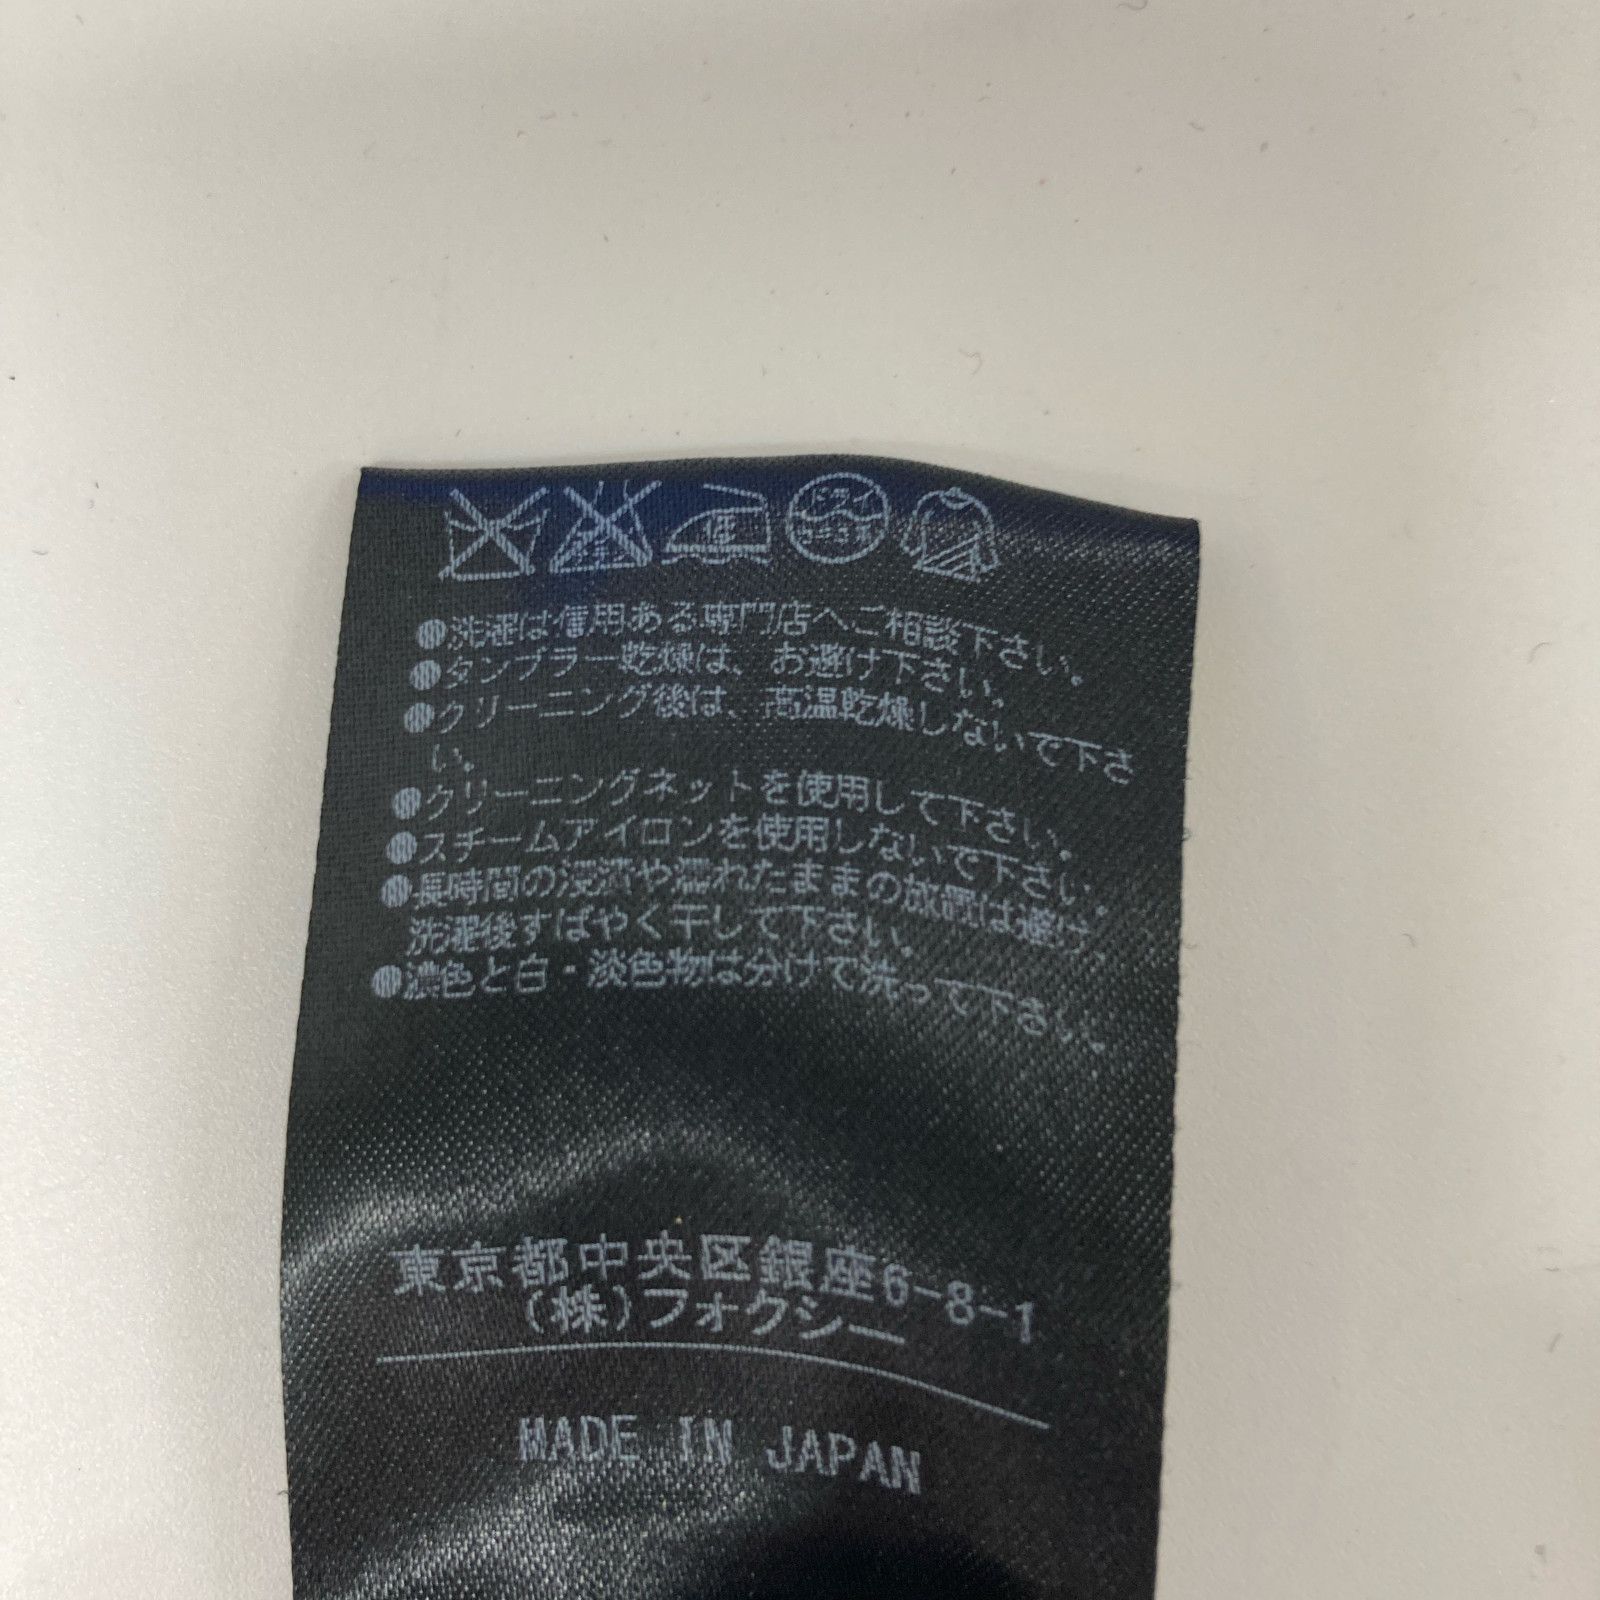 ドライ
●洗濯は信用ある専門店へご相談下さい。
●タンブラー乾燥は、お避け下さい。
●クリーニング後は、高温乾燥しないで下さ
い。
●クリーニングネットを使用して下さい。
●スチームアイロンを使用しないで下さい。
●長時間の浸漬や濡れたままの放置は避け、
洗濯後すばやく干して下さい。
●濃色と白・淡色物は分けて洗って下さい。
東京都中央区銀座6-8-1
(株)フォクシー
MADE IN JAPAN